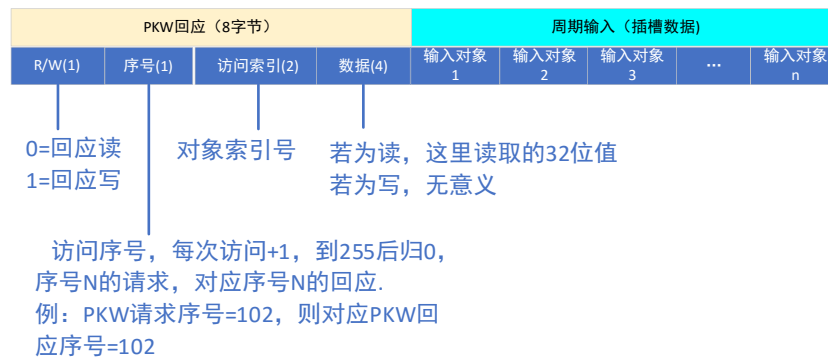 PKW回应（8字节）
周期输入（插槽数据)
R/W(1)
序号(1)
访问索引(2)
数据(4)
输入对象
1
输入对象
2
输入对象
3
...
输入对象
n
0=回应读
1=回应写
对象索引号
若为读，这里读取的32位值
若为写，无意义
访问序号，每次访问+1，到255后归0，
序号N的请求，对应序号N的回应.
例：PKW请求序号=102，则对应PKW回
应序号=102